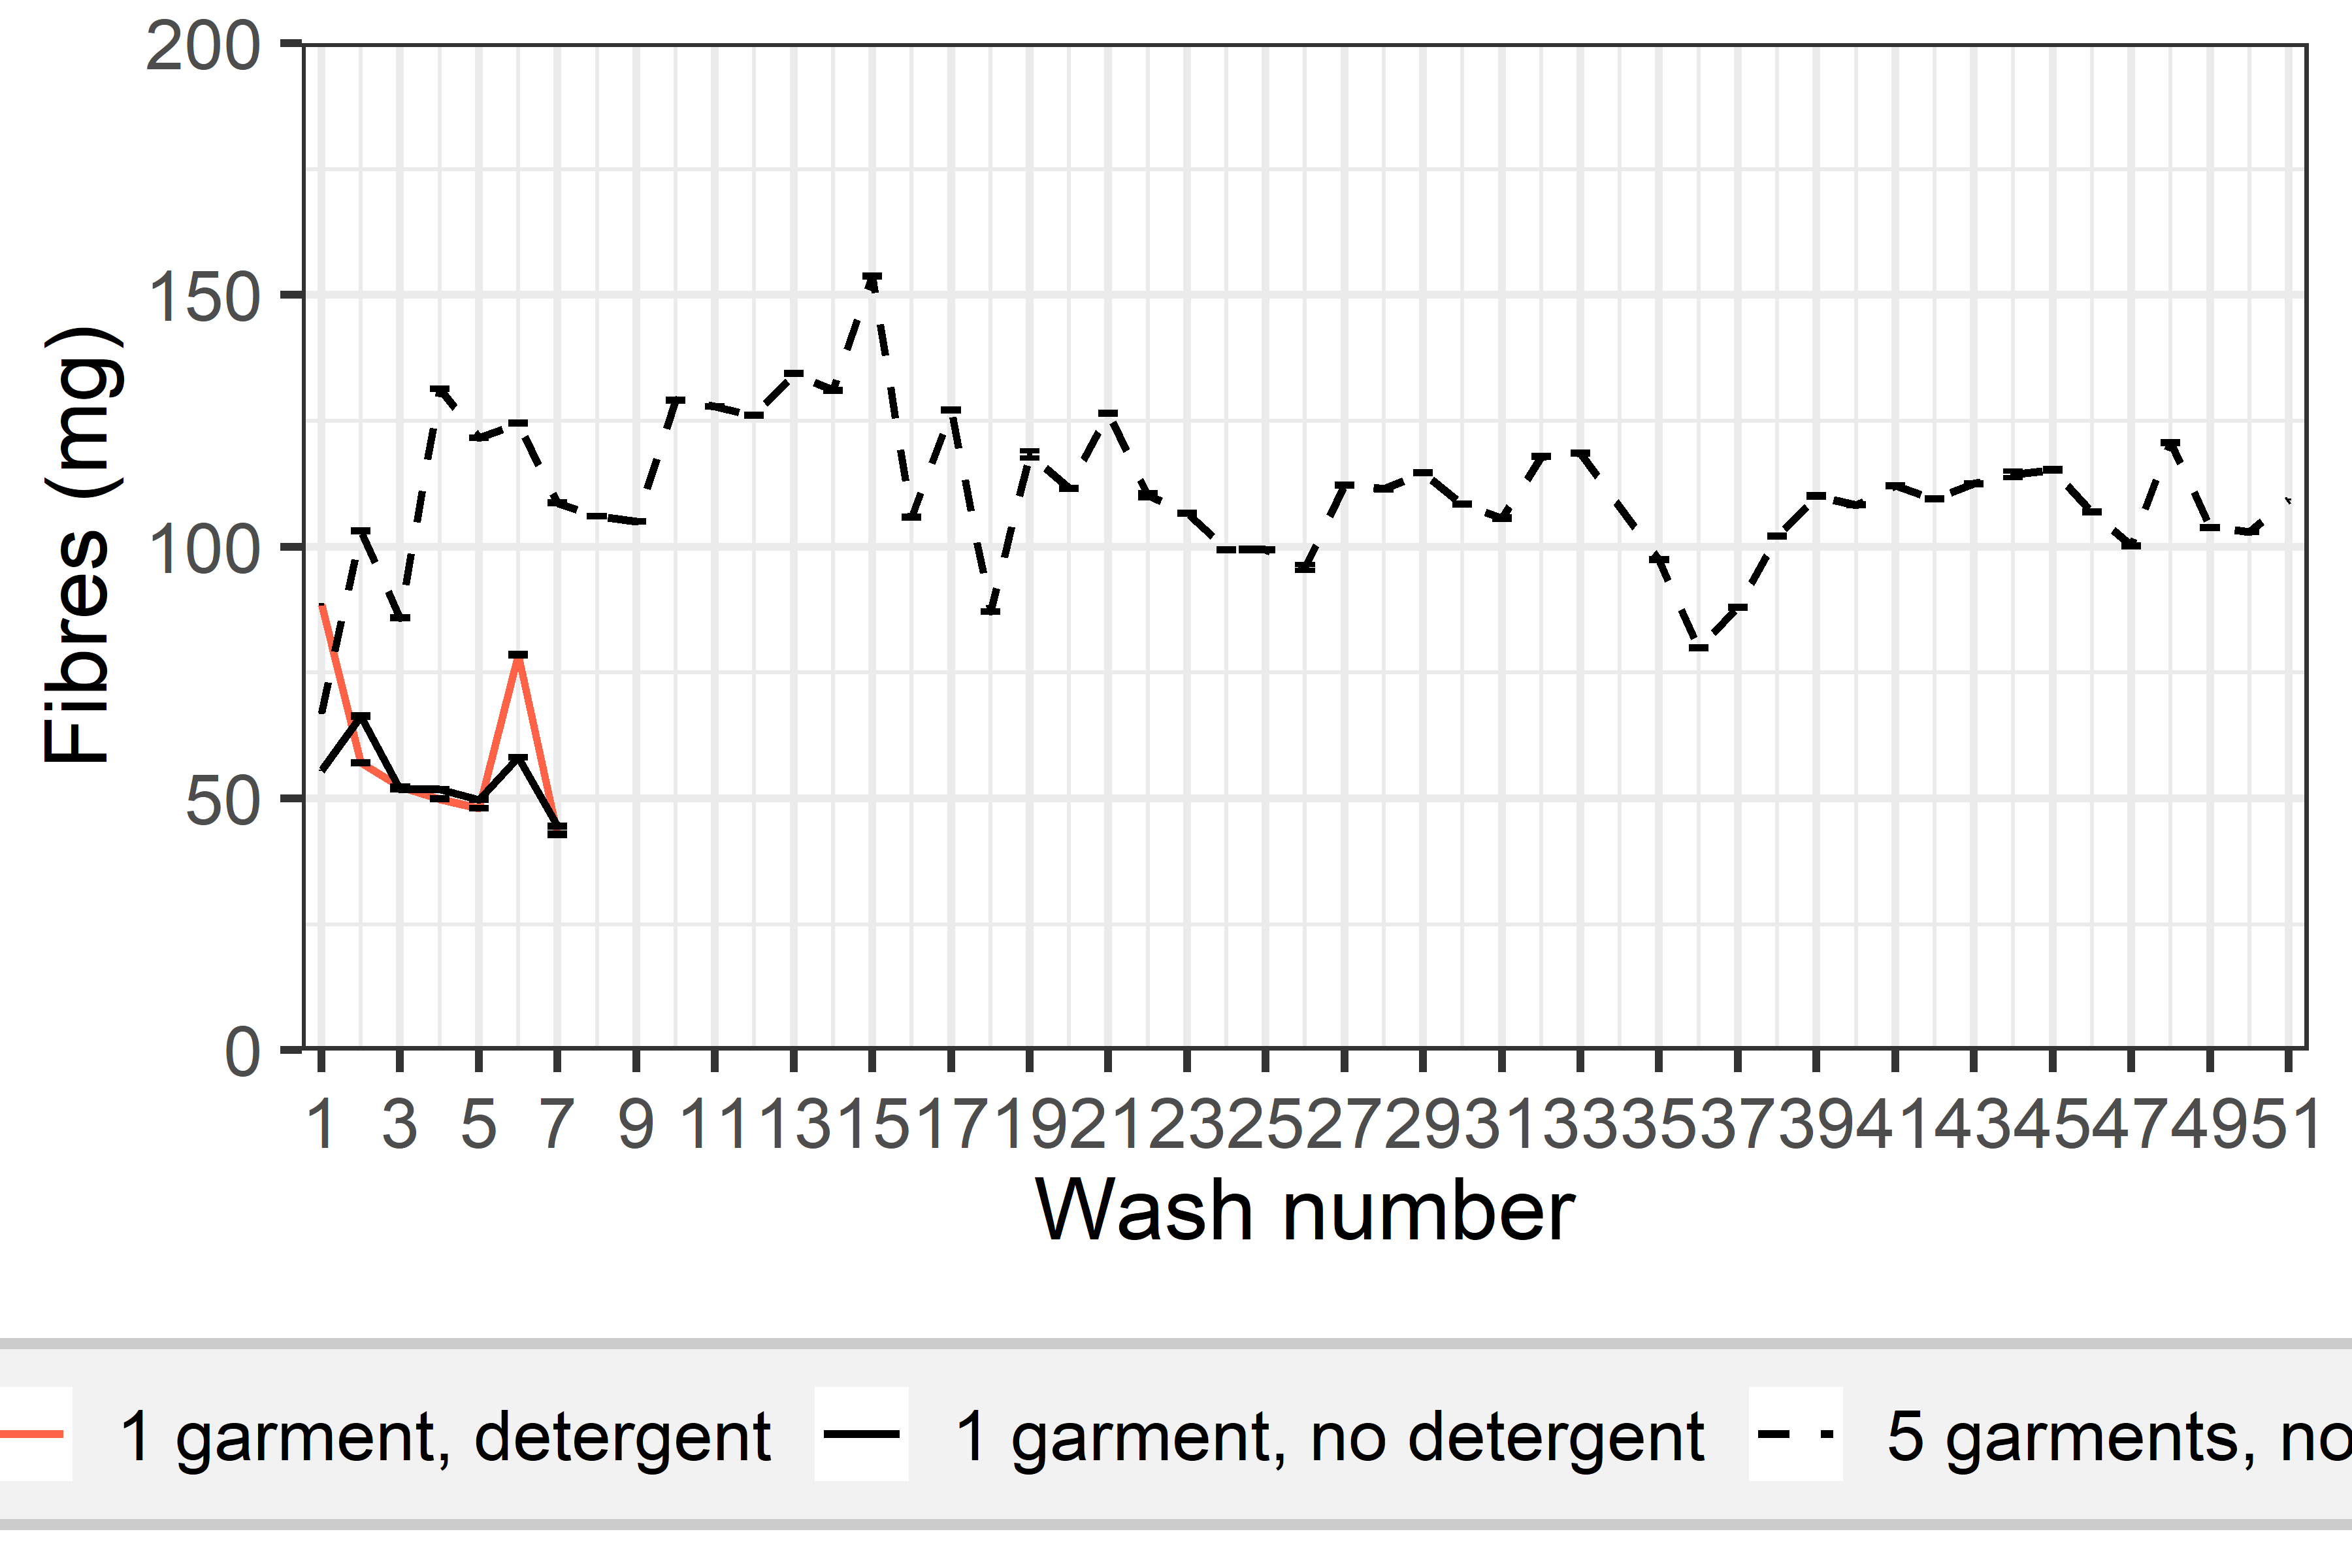 200
150
100
50
0
Fibres (mg)
1 3 5 7 9 11 13 15 17 19 21 23 25 27 29 31 33 35 37 39 41 43 45 47 49 51
Wash number
1 garment, detergent 1 garment, no detergent 5 garments, no